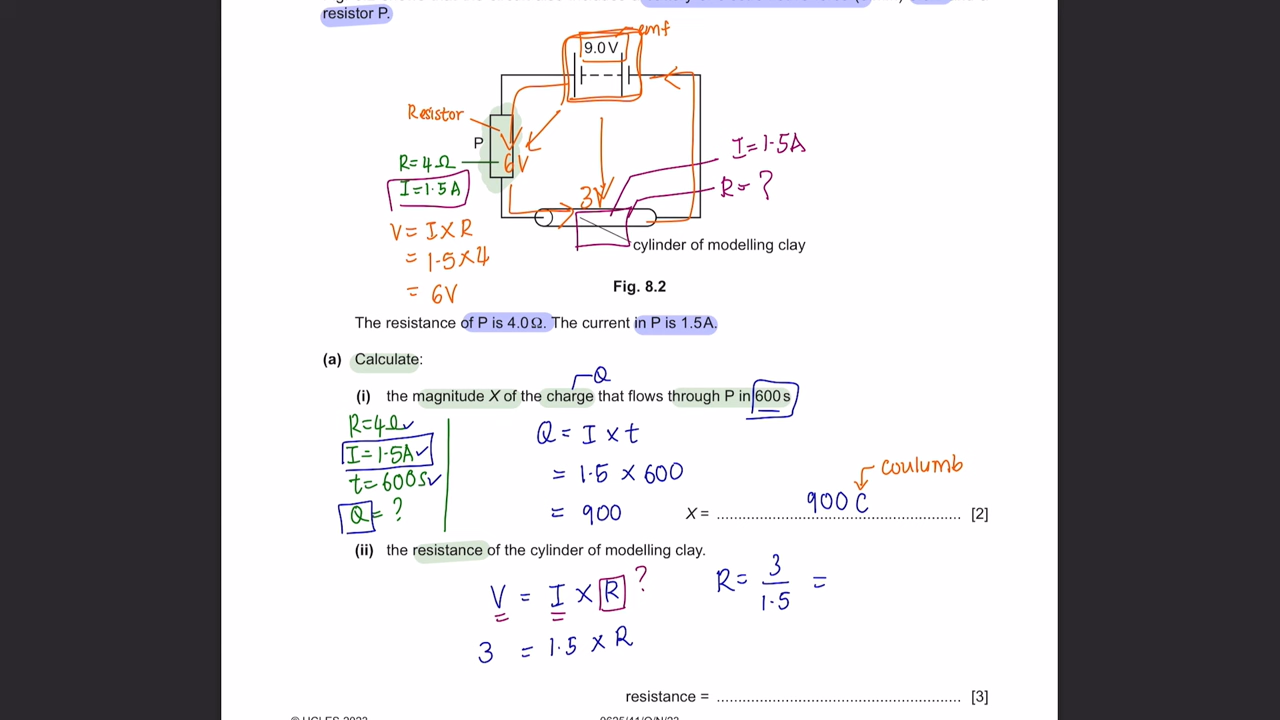 resistor P.
emf
9.0 V
Resistor
P
R=4Ω
6V
I=1.5A
I=1.5A
3V
R=?
V= I×R
= 1.5×4
= 6V
cylinder of modelling clay
Fig. 8.2
The resistance of P is 4.0Ω. The current in P is 1.5A.
(a) Calculate:
Q
(i) the magnitude X of the charge that flows through P in 600s
R=4Ω
I=1.5A
t=600s
Q=?
Q = I × t
= 1.5 × 600
= 900
coulumb
X = 900 C [2]
(ii) the resistance of the cylinder of modelling clay.
V = I × R ?
3 = 1.5 × R
R= 3/1.5 =
resistance = ................................................. [3]